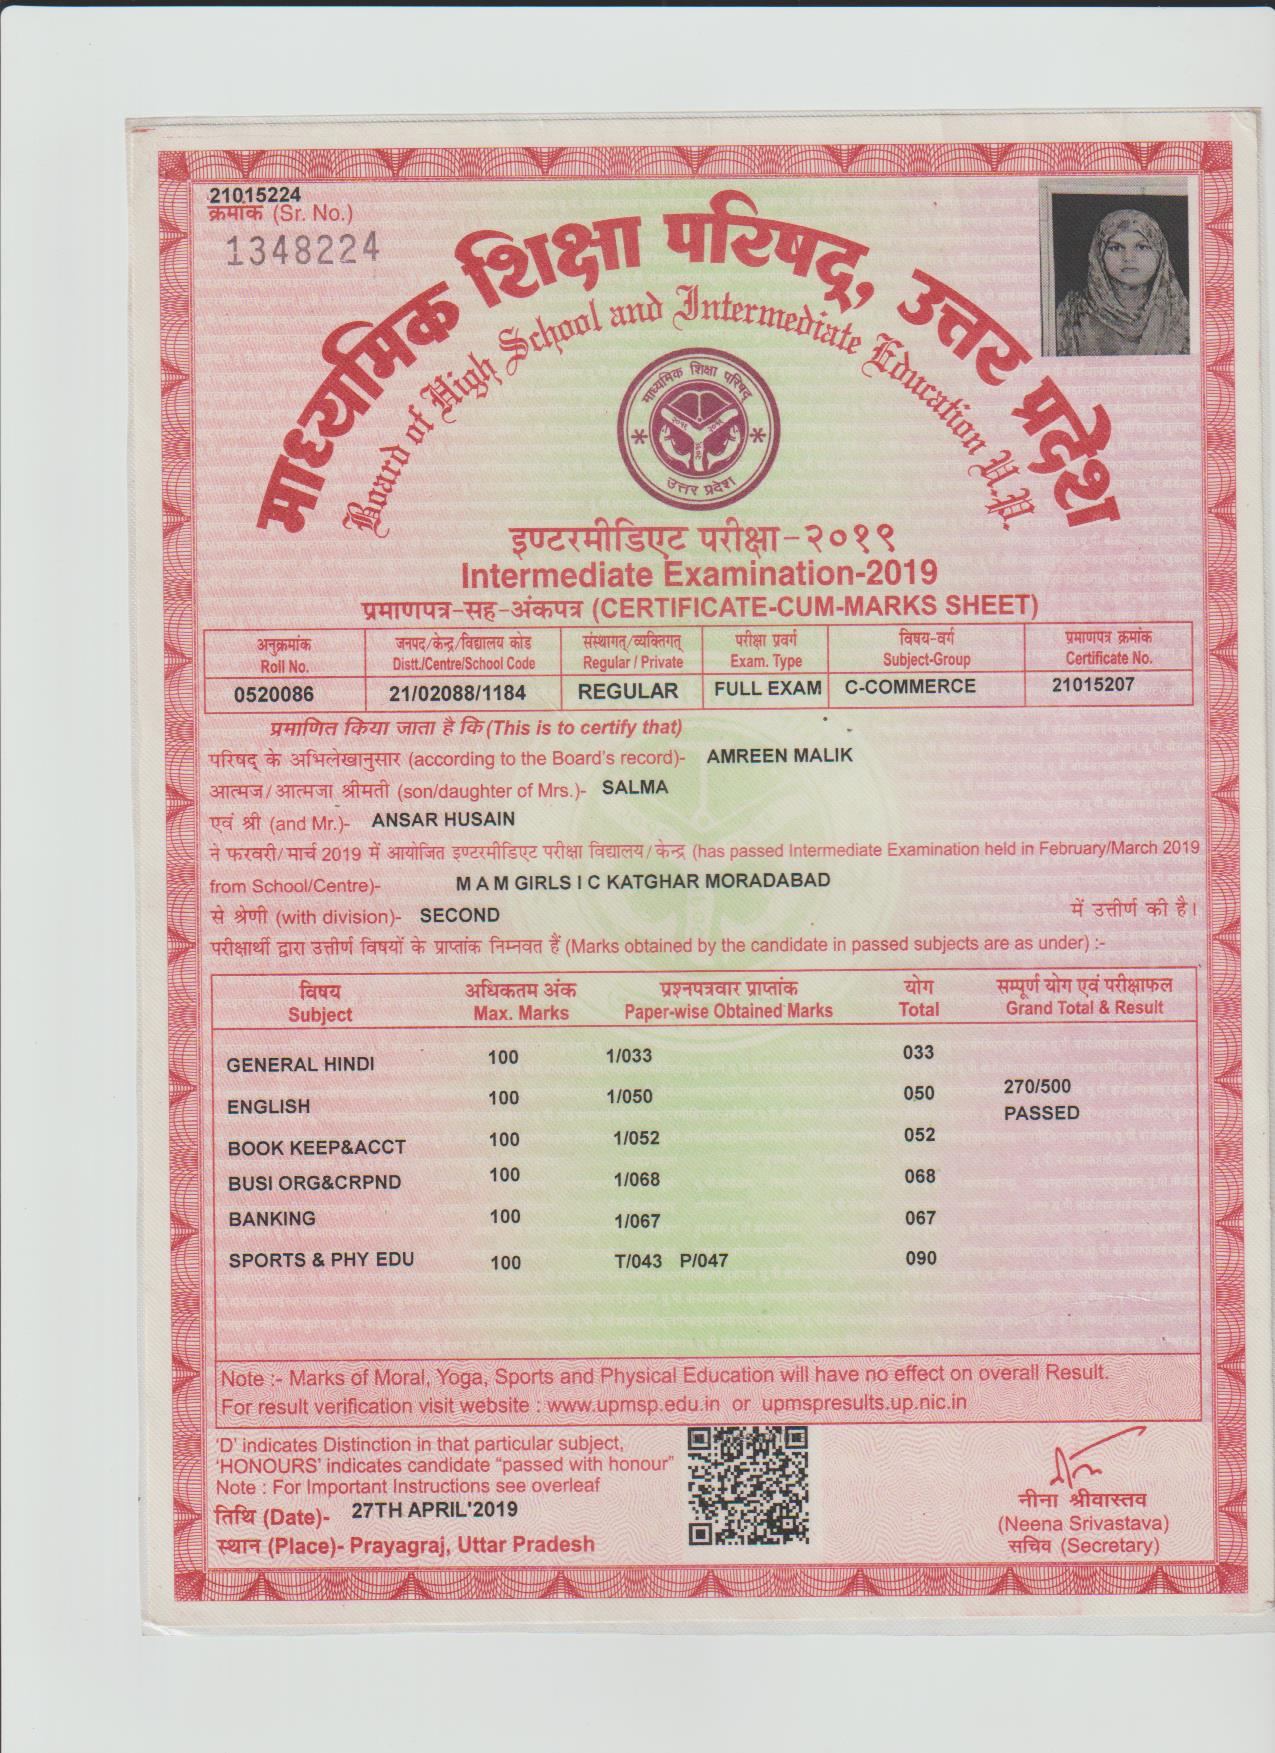 21015224
क्रमांक (Sr. No.)
1348224
माध्यमिक शिक्षा परिषद्, उत्तर प्रदेश
Board of High School and Intermediate Education U.P.
माध्यमिक शिक्षा परिषद्
उत्तर प्रदेश
इण्टरमीडिएट परीक्षा-२०१९
Intermediate Examination-2019
प्रमाणपत्र-सह-अंकपत्र (CERTIFICATE-CUM-MARKS SHEET)
अनुक्रमांक जनपद/केन्द्र/विद्यालय कोड संस्थागत्/व्यक्तिगत् परीक्षा प्रवर्ग विषय-वर्ग प्रमाणपत्र क्रमांक
Roll No. Distt./Centre/School Code Regular / Private Exam. Type Subject-Group Certificate No.
0520086 21/02088/1184 REGULAR FULL EXAM C-COMMERCE 21015207
प्रमाणित किया जाता है कि (This is to certify that)
परिषद् के अभिलेखानुसार (according to the Board's record)- AMREEN MALIK
आत्मज/आत्मजा श्रीमती (son/daughter of Mrs.)- SALMA
एवं श्री (and Mr.)- ANSAR HUSAIN
ने फरवरी/मार्च 2019 में आयोजित इण्टरमीडिएट परीक्षा विद्यालय/केन्द्र (has passed Intermediate Examination held in February/March 2019
from School/Centre)- M A M GIRLS I C KATGHAR MORADABAD
से श्रेणी (with division)- SECOND में उत्तीर्ण की है।
परीक्षार्थी द्वारा उत्तीर्ण विषयों के प्राप्तांक निम्नवत हैं (Marks obtained by the candidate in passed subjects are as under) :-
विषय अधिकतम अंक प्रश्नपत्रवार प्राप्तांक योग सम्पूर्ण योग एवं परीक्षाफल
Subject Max. Marks Paper-wise Obtained Marks Total Grand Total & Result
GENERAL HINDI 100 1/033 033
ENGLISH 100 1/050 050 270/500
PASSED
BOOK KEEP&ACCT 100 1/052 052
BUSI ORG&CRPND 100 1/068 068
BANKING 100 1/067 067
SPORTS & PHY EDU 100 T/043 P/047 090
Note :- Marks of Moral, Yoga, Sports and Physical Education will have no effect on overall Result.
For result verification visit website : www.upmsp.edu.in or upmspresults.up.nic.in
'D' indicates Distinction in that particular subject,
'HONOURS' indicates candidate "passed with honour"
Note : For Important Instructions see overleaf
तिथि (Date)- 27TH APRIL'2019
स्थान (Place)- Prayagraj, Uttar Pradesh
नीना श्रीवास्तव
(Neena Srivastava)
सचिव (Secretary)